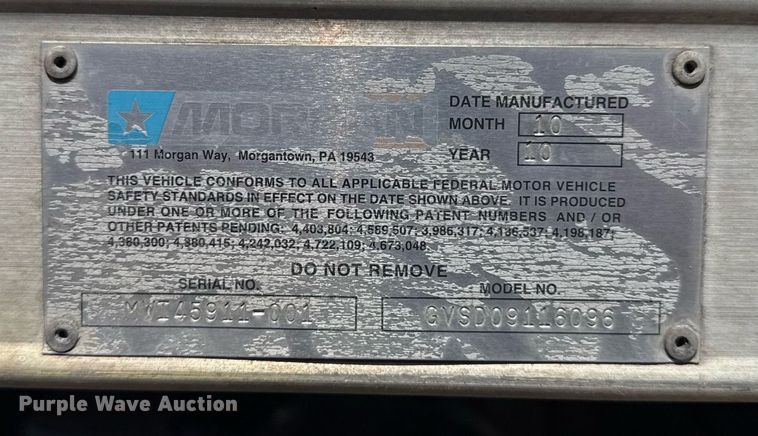 MORGAN
DATE MANUFACTURED
MONTH 10
111 Morgan Way, Morgantown, PA 19543
YEAR 10
THIS VEHICLE CONFORMS TO ALL APPLICABLE FEDERAL MOTOR VEHICLE
SAFETY STANDARDS IN EFFECT ON THE DATE SHOWN ABOVE. IT IS PRODUCED
UNDER ONE OR MORE OF THE FOLLOWING PATENT NUMBERS AND / OR
OTHER PATENTS PENDING: 4,403,804; 4,569,507; 3,986,317; 4,136,537; 4,198,187;
4,380,300; 4,380,415; 4,242,032; 4,722,109; 4,673,048.
DO NOT REMOVE
SERIAL NO. MODEL NO.
MVI45911-001 GVSD09116096
Purple Wave Auction